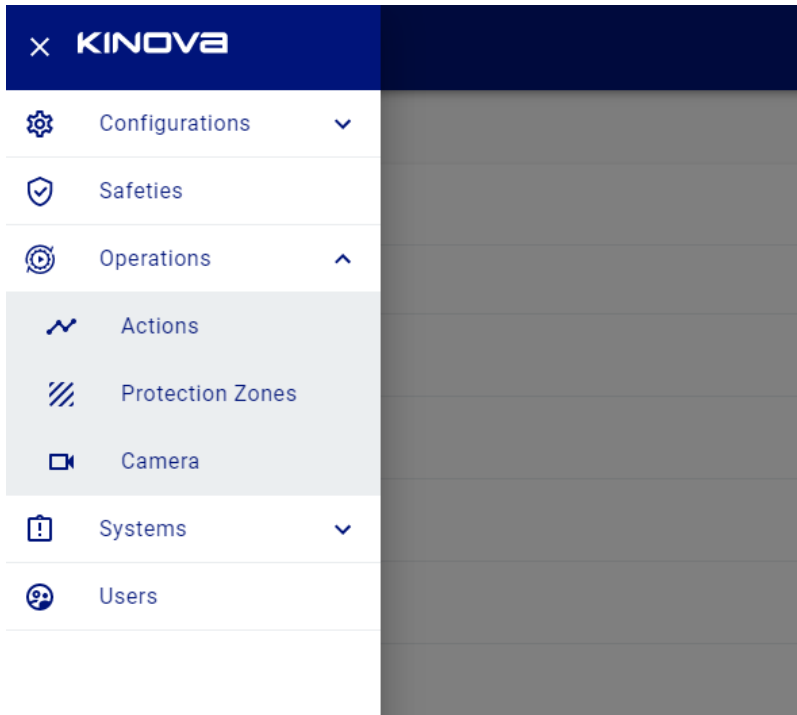 KINOVA
Configurations
Safeties
Operations
Actions
Protection Zones
Camera
Systems
Users